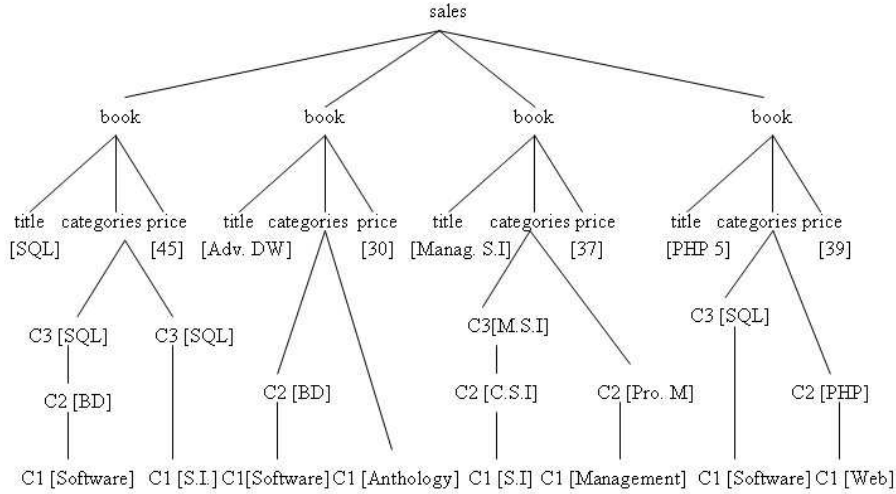 sales
book book book book
title categories price title categories price title categories price title categories price
[SQL] [45] [Adv. DW] [30] [Manag. S.I] [37] [PHP 5] [39]
C3 [SQL] C3 [SQL] C3[M.S.I] C3 [SQL]
C2 [BD] C2 [BD] C2 [C.S.I] C2 [Pro. M] C2 [PHP]
C1 [Software] C1 [S.I.] C1[Software] C1 [Anthology] C1 [S.I] C1 [Management] C1 [Software] C1 [Web]